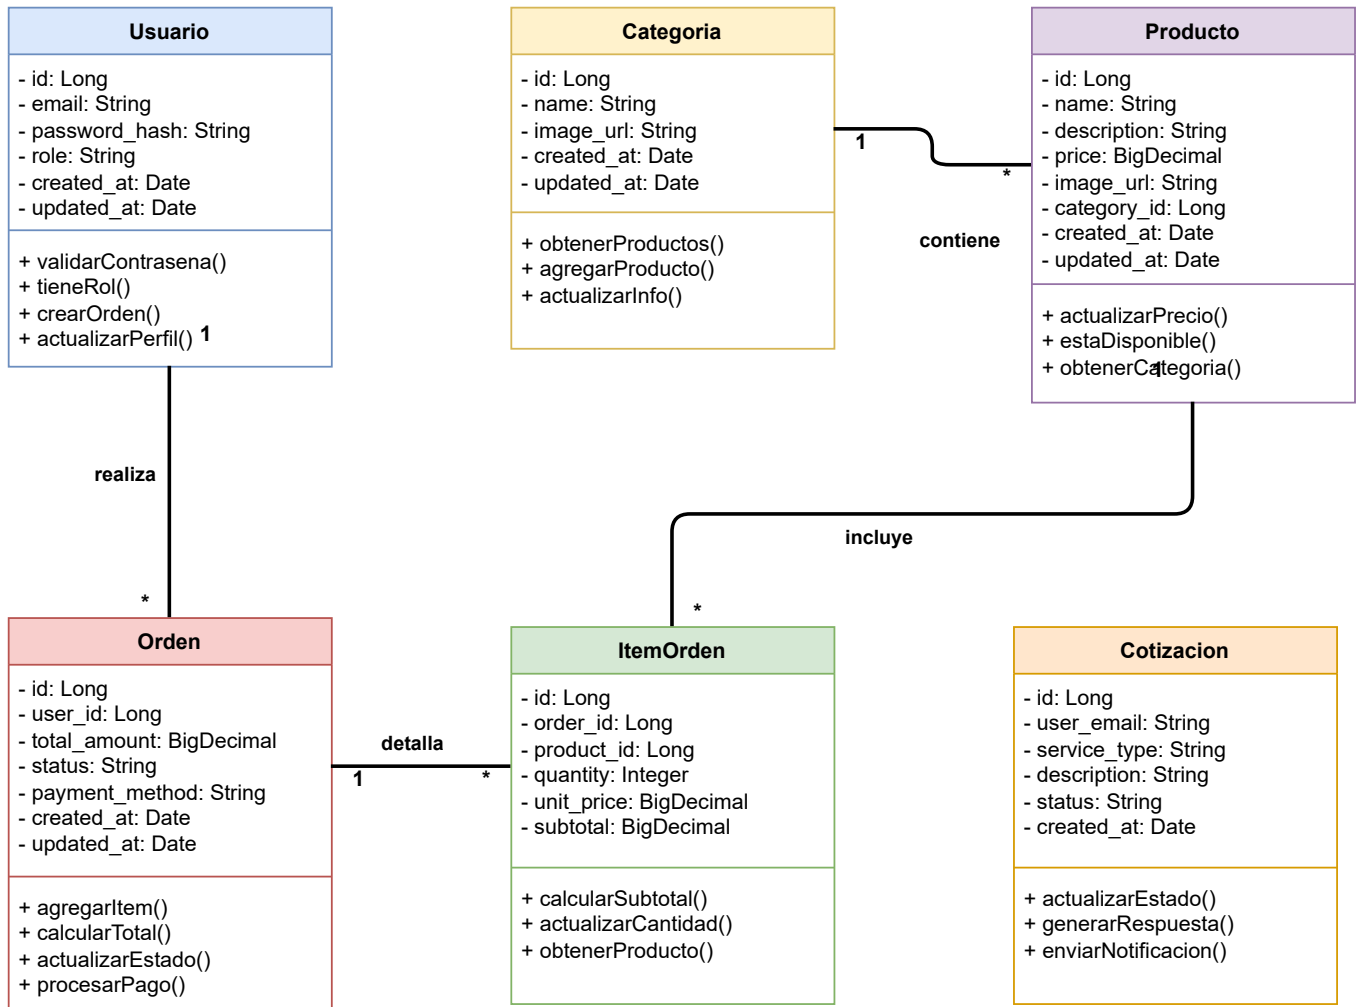 Usuario
- id: Long
- email: String
- password_hash: String
- role: String
- created_at: Date
- updated_at: Date
+ validarContrasena()
+ tieneRol()
+ crearOrden()
+ actualizarPerfil()
1
Categoria
- id: Long
- name: String
- image_url: String
- created_at: Date
- updated_at: Date
+ obtenerProductos()
+ agregarProducto()
+ actualizarInfo()
1
*
contiene
Producto
- id: Long
- name: String
- description: String
- price: BigDecimal
- image_url: String
- category_id: Long
- created_at: Date
- updated_at: Date
+ actualizarPrecio()
+ estaDisponible()
+ obtenerCategoria()
1
realiza
*
incluye
*
Orden
- id: Long
- user_id: Long
- total_amount: BigDecimal
- status: String
- payment_method: String
- created_at: Date
- updated_at: Date
+ agregarItem()
+ calcularTotal()
+ actualizarEstado()
+ procesarPago()
detalla
1
*
ItemOrden
- id: Long
- order_id: Long
- product_id: Long
- quantity: Integer
- unit_price: BigDecimal
- subtotal: BigDecimal
+ calcularSubtotal()
+ actualizarCantidad()
+ obtenerProducto()
Cotizacion
- id: Long
- user_email: String
- service_type: String
- description: String
- status: String
- created_at: Date
+ actualizarEstado()
+ generarRespuesta()
+ enviarNotificacion()